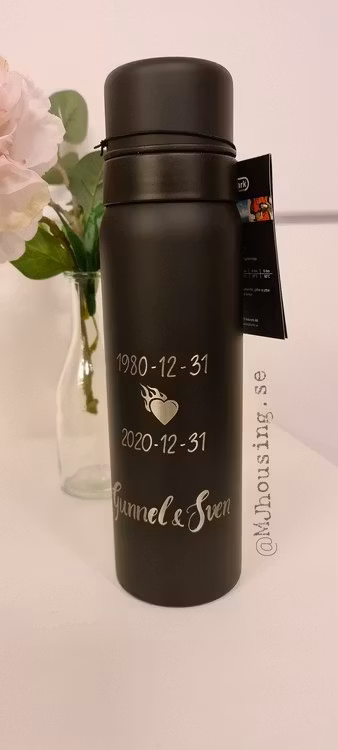 1980-12-31
2020-12-31
Gunnel & Sven
@MJhousing.se